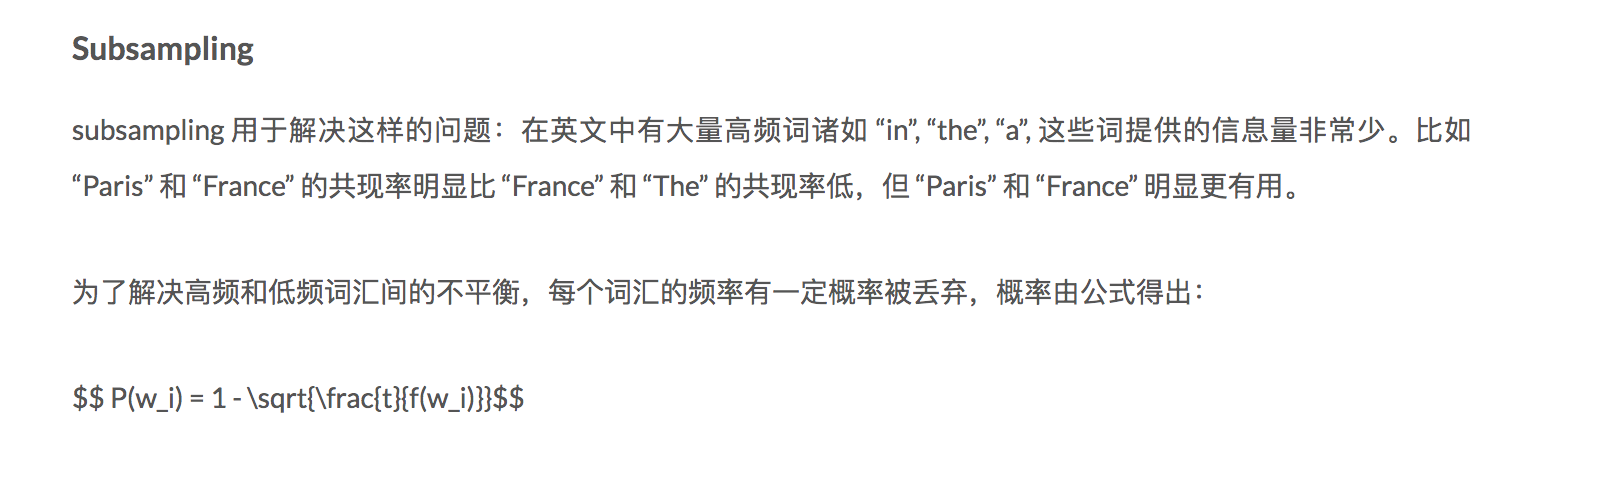 Subsampling
subsampling 用于解决这样的问题：在英文中有大量高频词诸如 “in”, “the”, “a”, 这些词提供的信息量非常少。比如
“Paris” 和 “France” 的共现率明显比 “France” 和 “The” 的共现率低，但 “Paris” 和 “France” 明显更有用。
为了解决高频和低频词汇间的不平衡，每个词汇的频率有一定概率被丢弃，概率由公式得出：
$$ P(w_i) = 1 - \sqrt{\frac{t}{f(w_i)}}$$